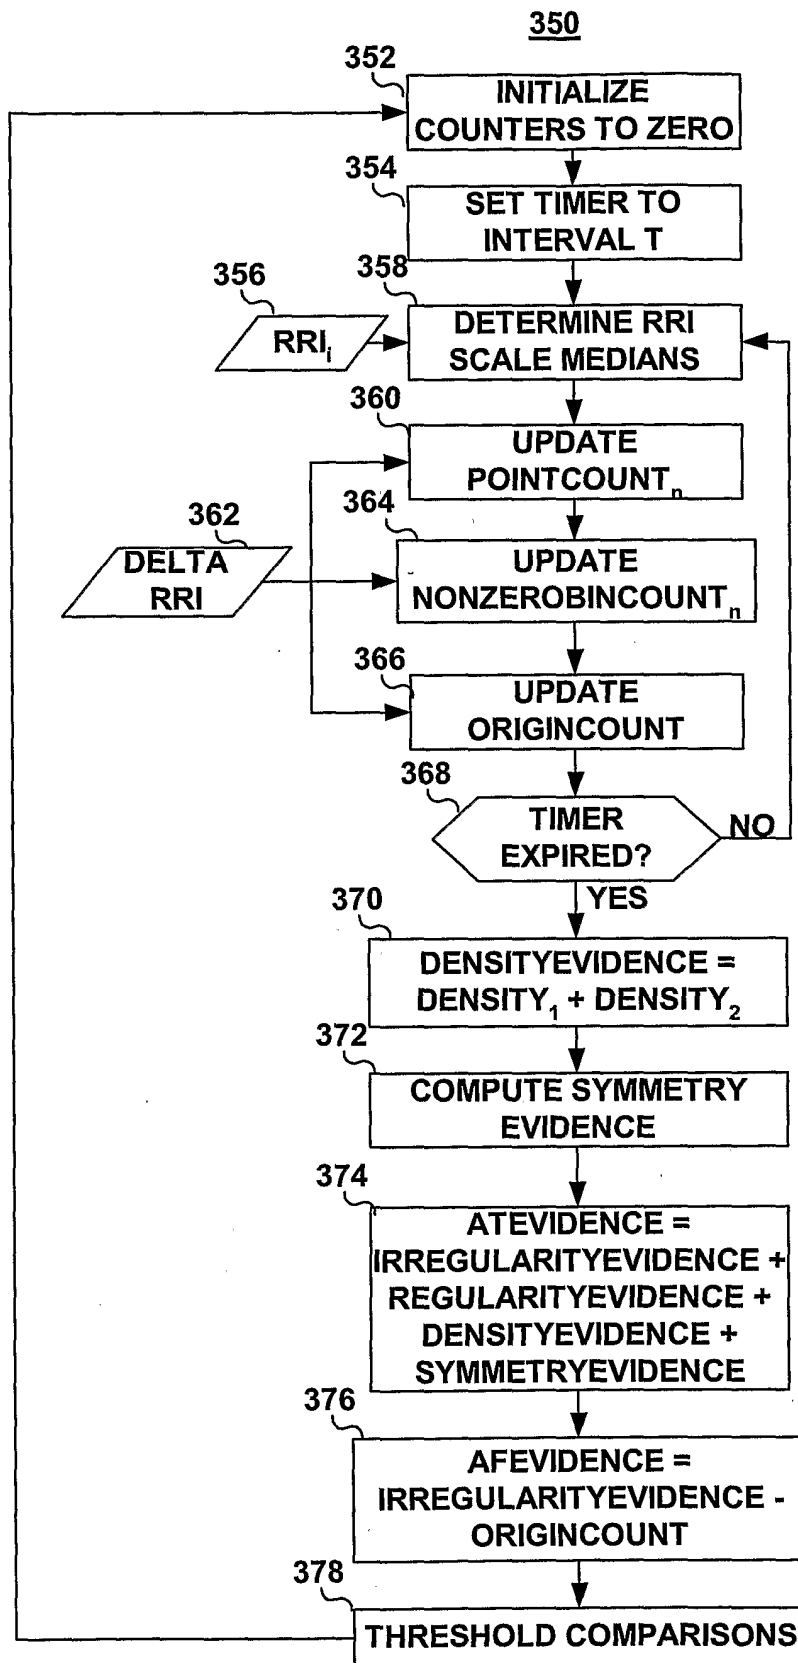 350
352
INITIALIZE
COUNTERS TO ZERO
354
SET TIMER TO
INTERVAL T
356
RRIi
358
DETERMINE RRI
SCALE MEDIANS
360
UPDATE
POINTCOUNTn
362
DELTA
RRI
364
UPDATE
NONZEROBINCOUNTn
366
UPDATE
ORIGINCOUNT
368
TIMER
EXPIRED?
NO
YES
370
DENSITYEVIDENCE =
DENSITY1 + DENSITY2
372
COMPUTE SYMMETRY
EVIDENCE
374
ATEVIDENCE =
IRREGULARITYEVIDENCE +
REGULARITYEVIDENCE +
DENSITYEVIDENCE +
SYMMETRYEVIDENCE
376
AFEVIDENCE =
IRREGULARITYEVIDENCE -
ORIGINCOUNT
378
THRESHOLD COMPARISONS